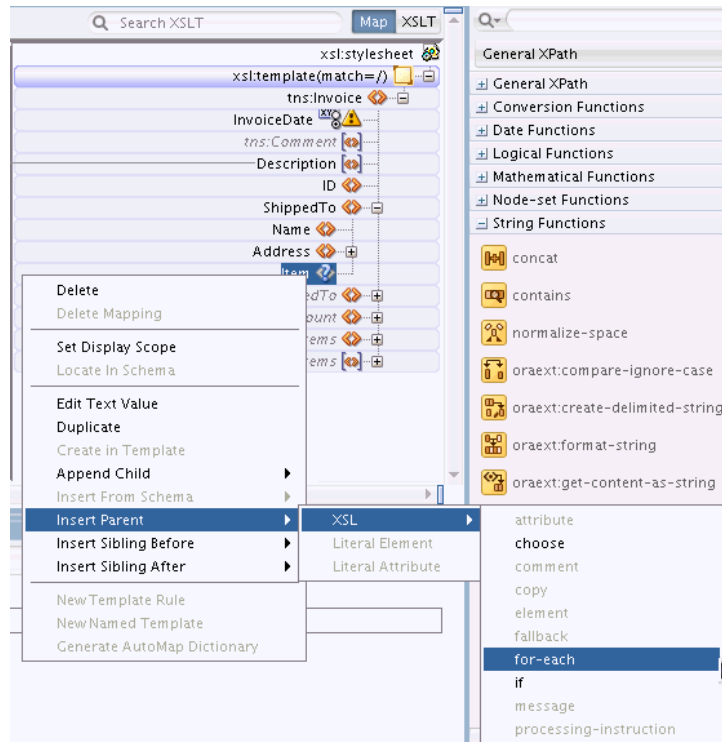 Search XSLT
Map XSLT
xsl:stylesheet
xsl:template(match=/)
tns:Invoice
InvoiceDate
tns:Comment
Description
ID
ShippedTo
Name
Address
Item
edTo
ount
ems
ems
Delete
Delete Mapping
Set Display Scope
Locate In Schema
Edit Text Value
Duplicate
Create in Template
Append Child
Insert From Schema
Insert Parent
Insert Sibling Before
Insert Sibling After
New Template Rule
New Named Template
Generate AutoMap Dictionary
XSL
Literal Element
Literal Attribute
attribute
choose
comment
copy
element
fallback
for-each
if
message
processing-instruction
General XPath
General XPath
Conversion Functions
Date Functions
Logical Functions
Mathematical Functions
Node-set Functions
String Functions
concat
contains
normalize-space
oraext:compare-ignore-case
oraext:create-delimited-string
oraext:format-string
oraext:get-content-as-string